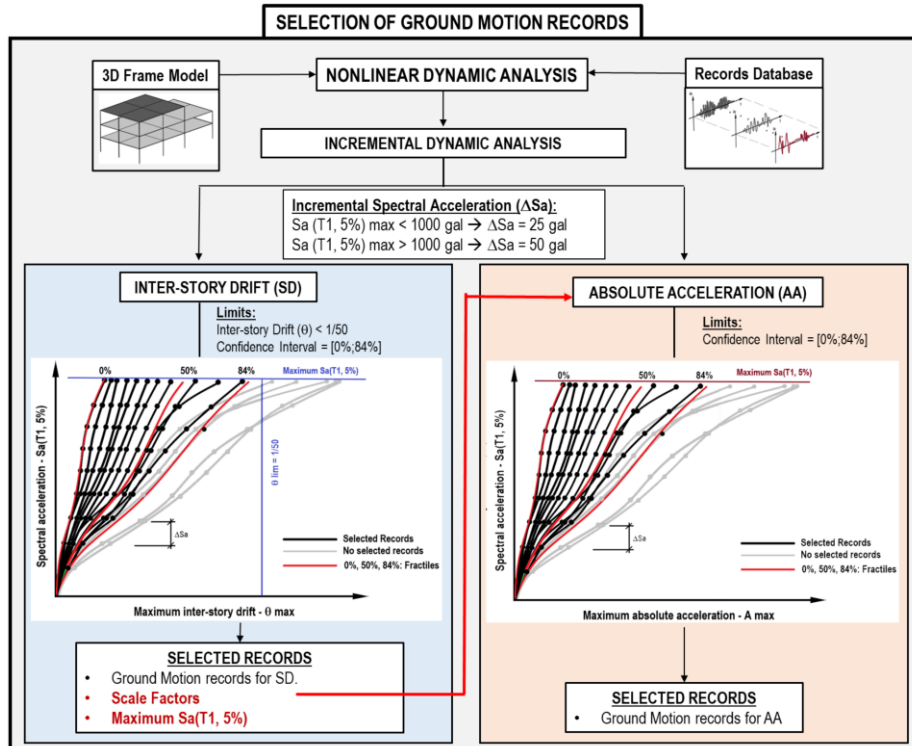 SELECTION OF GROUND MOTION RECORDS
3D Frame Model
NONLINEAR DYNAMIC ANALYSIS
Records Database
INCREMENTAL DYNAMIC ANALYSIS
Incremental Spectral Acceleration (ΔSa):
Sa (T1, 5%) max < 1000 gal → ΔSa = 25 gal
Sa (T1, 5%) max > 1000 gal → ΔSa = 50 gal
INTER-STORY DRIFT (SD)
Limits:
Inter-story Drift (θ) < 1/50
Confidence Interval = [0%;84%]
0%
50%
84%
Maximum Sa(T1, 5%)
Spectral acceleration - Sa(T1, 5%)
θ lim = 1/50
ΔSa
Selected Records
No selected records
0%, 50%, 84%: Fractiles
Maximum inter-story drift - θ max
SELECTED RECORDS
• Ground Motion records for SD.
• Scale Factors
• Maximum Sa(T1, 5%)
ABSOLUTE ACCELERATION (AA)
Limits:
Confidence Interval = [0%;84%]
0%
50%
84%
Maximum Sa(T1, 5%)
Spectral acceleration - Sa(T1, 5%)
ΔSa
Selected Records
No selected records
0%, 50%, 84%: Fractiles
Maximum absolute acceleration - A max
SELECTED RECORDS
• Ground Motion records for AA